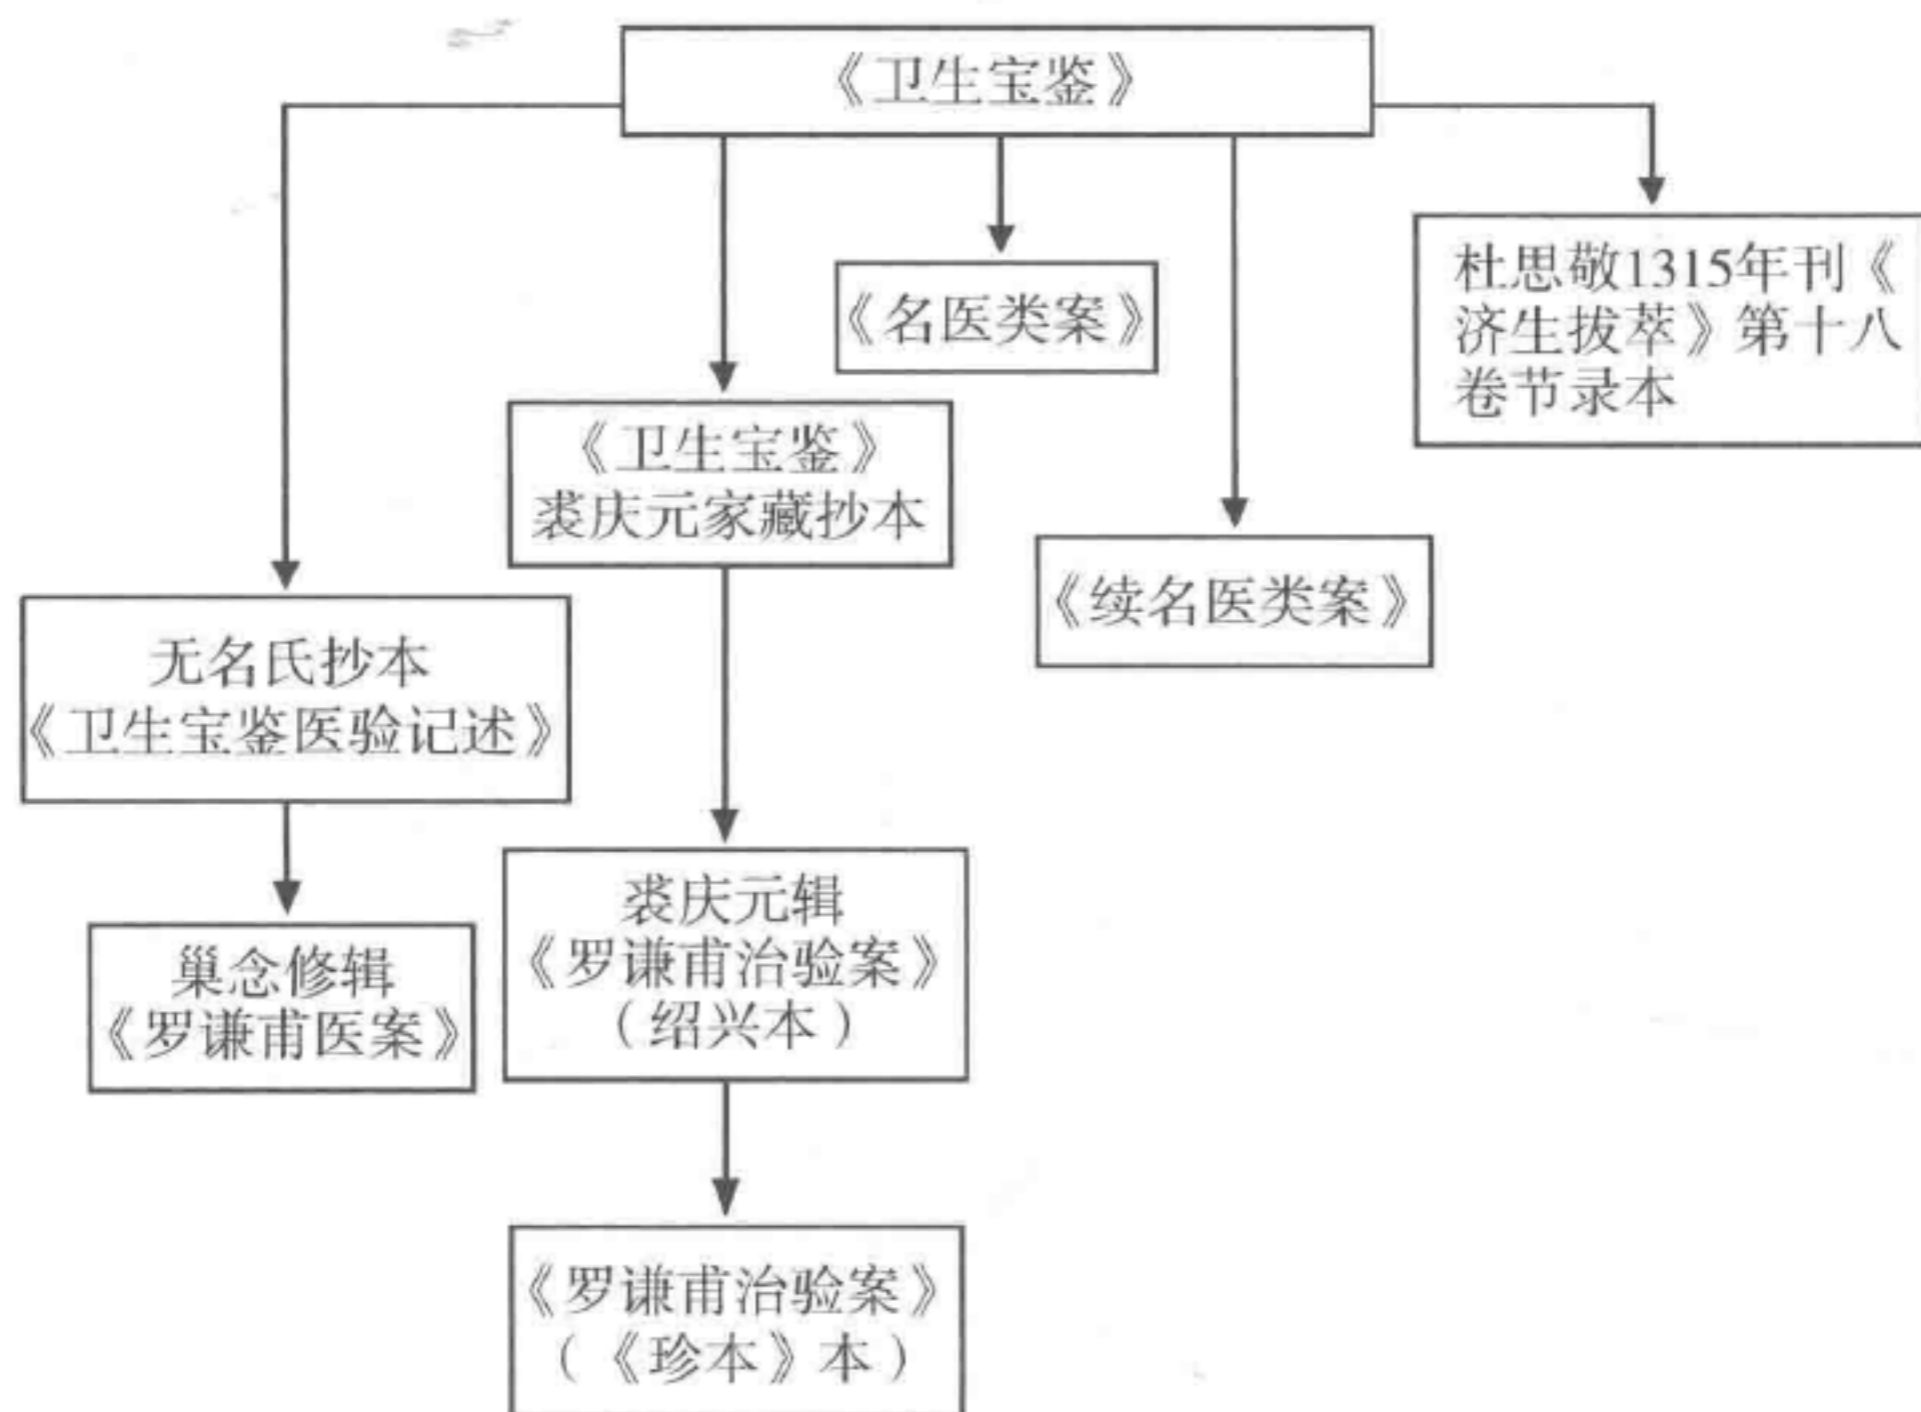 《卫生宝鉴》
《名医类案》
杜思敬1315年刊《
济生拔萃》第十八
卷节录本
《卫生宝鉴》
裘庆元家藏抄本
《续名医类案》
无名氏抄本
《卫生宝鉴医验记述》
裘庆元辑
《罗谦甫治验案》
（绍兴本）
巢念修辑
《罗谦甫医案》
《罗谦甫治验案》
（《珍本》本）